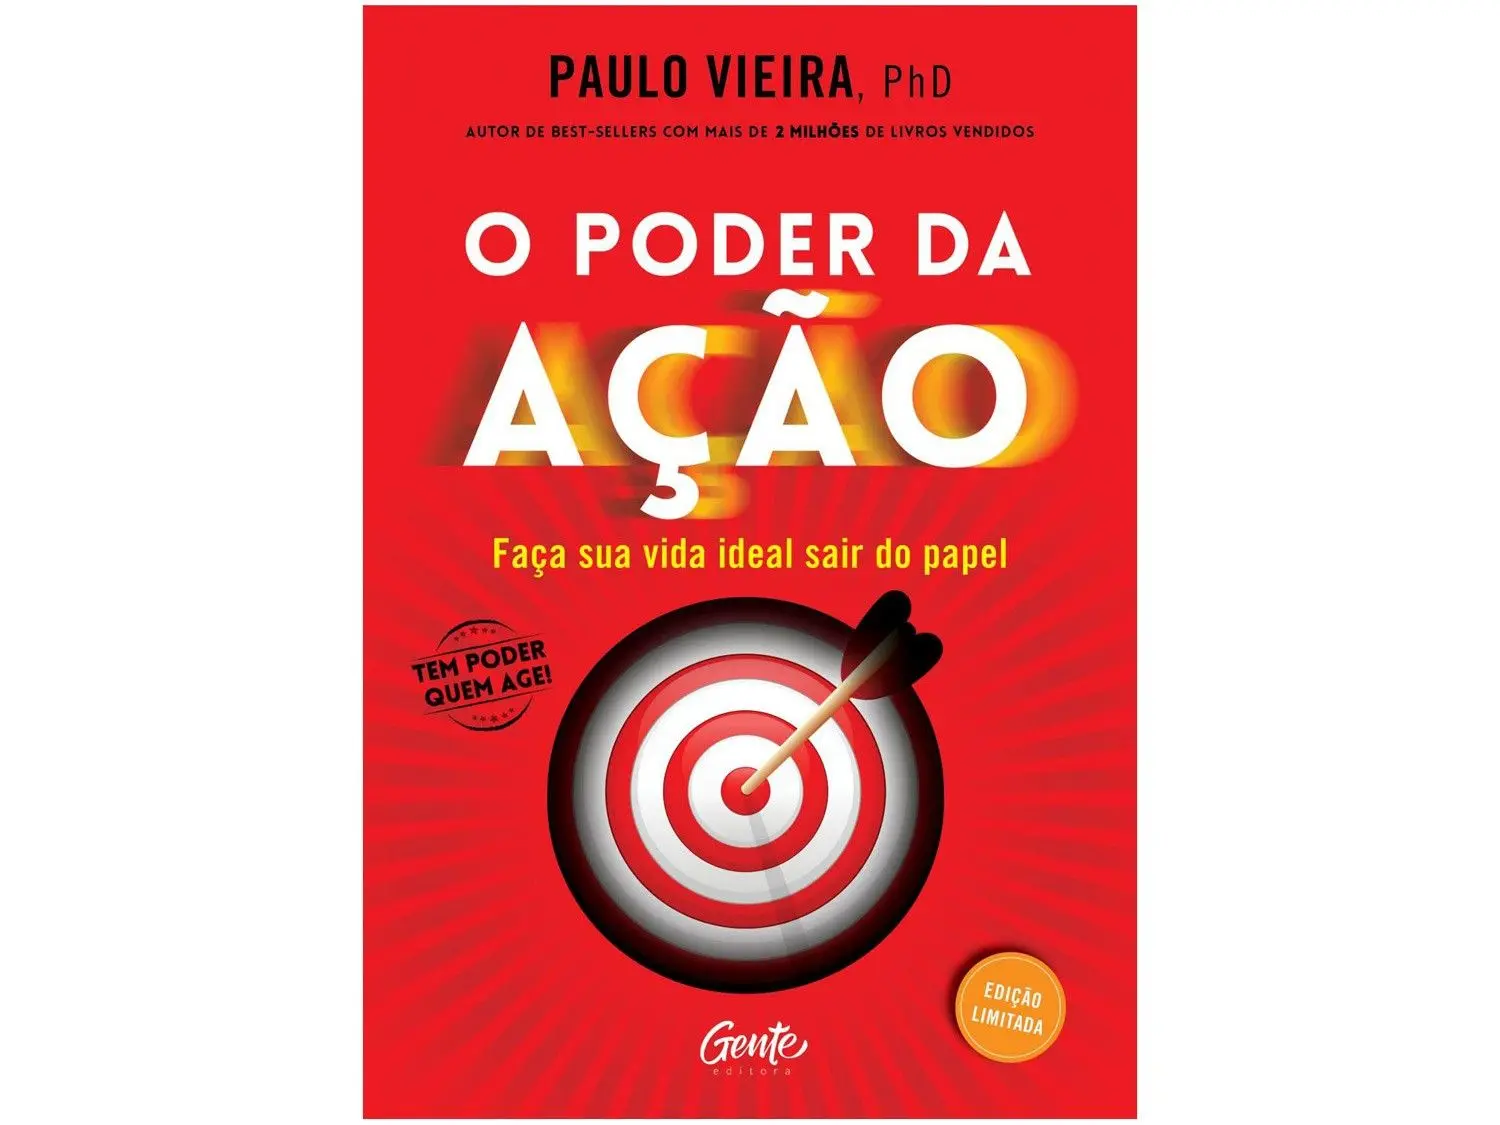 PAULO VIEIRA, PhD
AUTOR DE BEST-SELLERS COM MAIS DE 2 MILHÕES DE LIVROS VENDIDOS
O PODER DA
AÇÃO
Faça sua vida ideal sair do papel
TEM PODER
QUEM AGE!
EDIÇÃO
LIMITADA
Gente
editora